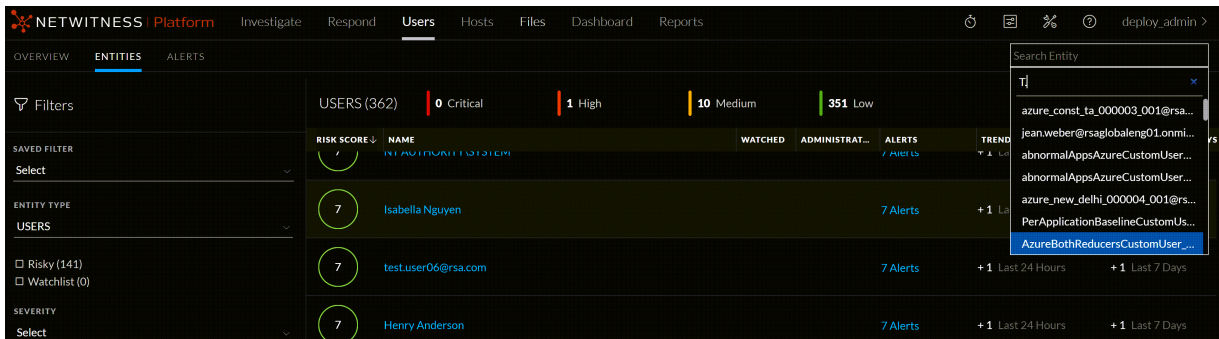 NETWITNESS Platform Investigate Respond Users Hosts Files Dashboard Reports deploy_admin >
OVERVIEW ENTITIES ALERTS
Search Entity
T
Filters
USERS (362) 0 Critical 1 High 10 Medium 351 Low
azure_const_ta_000003_001@rsa...
jean.weber@rsaglobaleng01.onmi...
RISK SCORE NAME WATCHED ADMINISTRAT... ALERTS TREND
SAVED FILTER
Select
7 NT AUTHORITY\SYSTEM 7 Alerts + 1
abnormalAppsAzureCustomUser...
abnormalAppsAzureCustomUser...
azure_new_delhi_000004_001@rs...
ENTITY TYPE
USERS
7 Isabella Nguyen 7 Alerts + 1
PerApplicationBaselineCustomUs...
AzureBothReducersCustomUser_...
Risky (141)
Watchlist (0)
7 test.user06@rsa.com 7 Alerts + 1 Last 24 Hours + 1 Last 7 Days
SEVERITY
Select
7 Henry Anderson 7 Alerts + 1 Last 24 Hours + 1 Last 7 Days